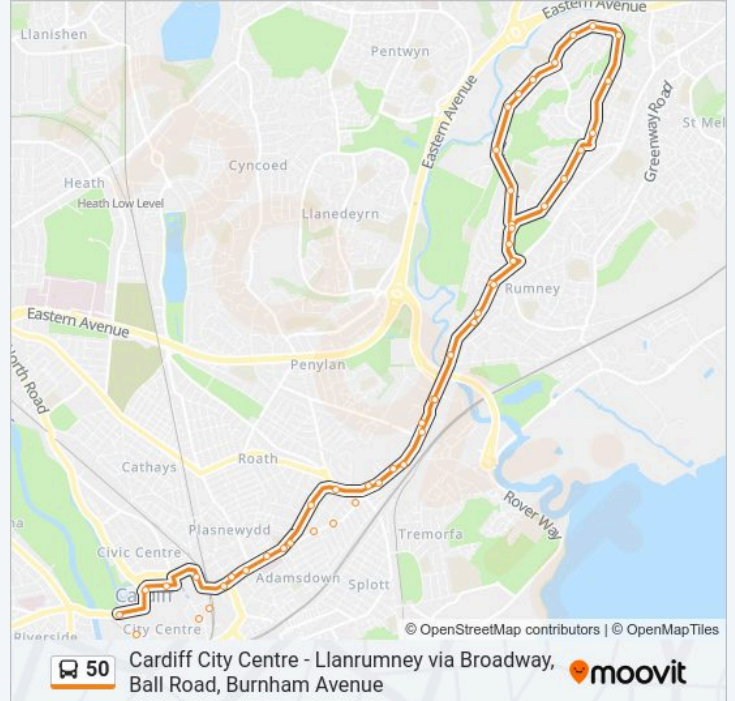 Eastern Avenue
Llanishen
Pentwyn
Eastern Avenue
Greenway Road
St Mel
Cyncoed
Heath
Heath Low Level
Llanedeyrn
Rumney
Eastern Avenue
North Road
Penylan
Roath
Cathays
Rover Way
Plasnewydd
Tremorfa
Civic Centre
Adamsdown
Splott
Cardiff
City Centre
Riverside
© OpenStreetMap contributors | © OpenMapTiles
50
Cardiff City Centre - Llanrumney via Broadway,
Ball Road, Burnham Avenue
moovit